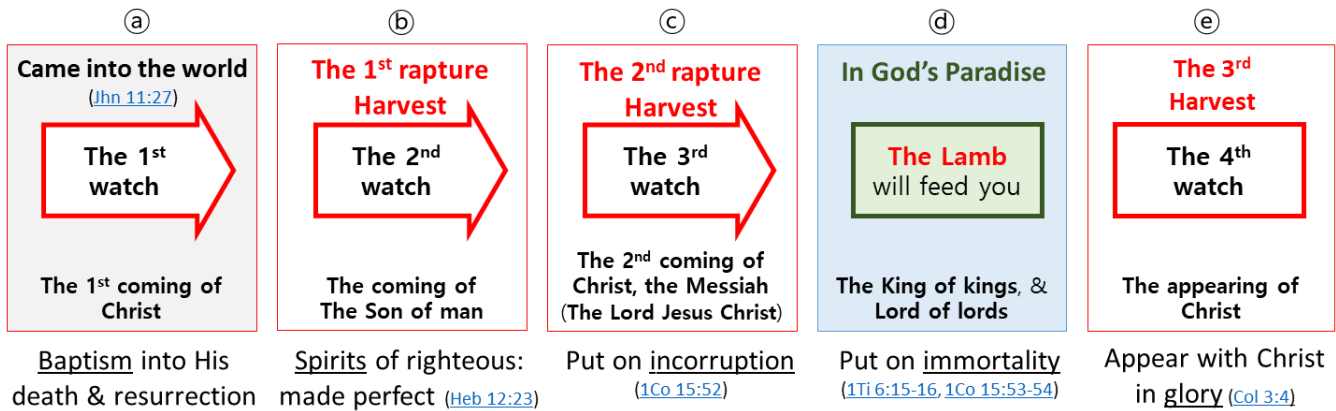 ⓐ
Came into the world
(Jhn 11:27)
The 1st
watch
The 1st coming of
Christ
Baptism into His
death & resurrection
ⓑ
The 1st rapture
Harvest
The 2nd
watch
The coming of
The Son of man
Spirits of righteous:
made perfect (Heb 12:23)
ⓒ
The 2nd rapture
Harvest
The 3rd
watch
The 2nd coming of
Christ, the Messiah
(The Lord Jesus Christ)
Put on incorruption
(1Co 15:52)
ⓓ
In God's Paradise
The Lamb
will feed you
The King of kings, &
Lord of lords
Put on immortality
(1Ti 6:15-16, 1Co 15:53-54)
ⓔ
The 3rd
Harvest
The 4th
watch
The appearing of
Christ
Appear with Christ
in glory (Col 3:4)